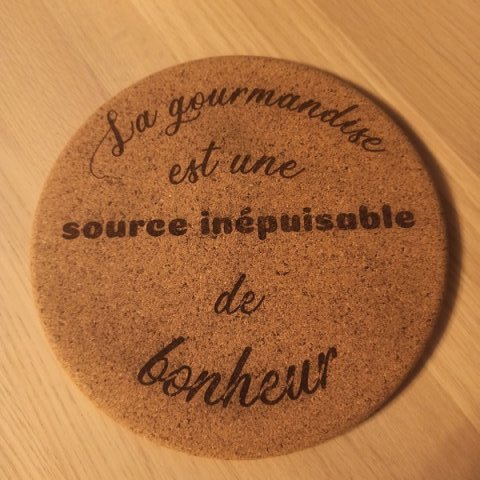 La gourmandise
est une
source inépuisable
de
bonheur